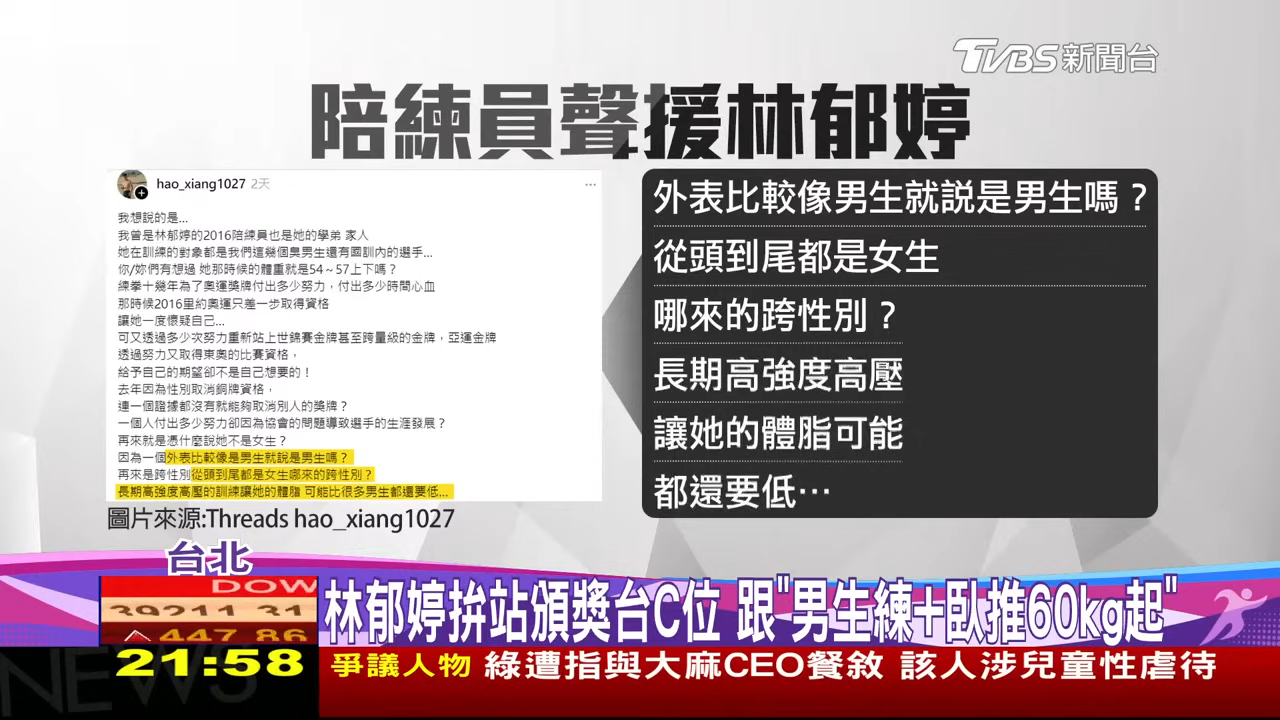 TVBS新聞台
陪練員聲援林郁婷
hao_xiang1027 2天
我想說的是...
我曾是林郁婷的2016陪練員也是她的學弟 家人
她在訓練的對象都是我們這幾個臭男生還有國訓內的選手...
你/妳們有想過 她那時候的體重就是54~57上下嗎？
練拳十幾年為了奧運獎牌付出多少努力，付出多少時間心血
那時候2016里約奧運只差一步取得資格
讓她一度懷疑自己...
可又透過多少次努力重新站上世錦賽金牌甚至跨量級的金牌，亞運金牌
透過努力又取得東奧的比賽資格，
給予自己的期望卻不是自己想要的！
去年因為性別取消銅牌資格，
連一個證據都沒有就能夠取消別人的獎牌？
一個人付出多少努力卻因為協會的問題導致選手的生涯發展？
再來就是憑什麼說她不是女生？
因為一個外表比較像是男生就說是男生嗎？
再來是跨性別從頭到尾都是女生哪來的跨性別？
長期高強度高壓的訓練讓她的體脂 可能比很多男生都還要低...
圖片來源:Threads hao_xiang1027
外表比較像男生就說是男生嗎？
從頭到尾都是女生
哪來的跨性別？
長期高強度高壓
讓她的體脂可能
都還要低…
台北
DOW
39211.31
447.86
21:58
林郁婷拚站頒獎台C位 跟"男生練+臥推60kg起"
爭議人物 綠遭指與大麻CEO餐敘 該人涉兒童性虐待
NEWS